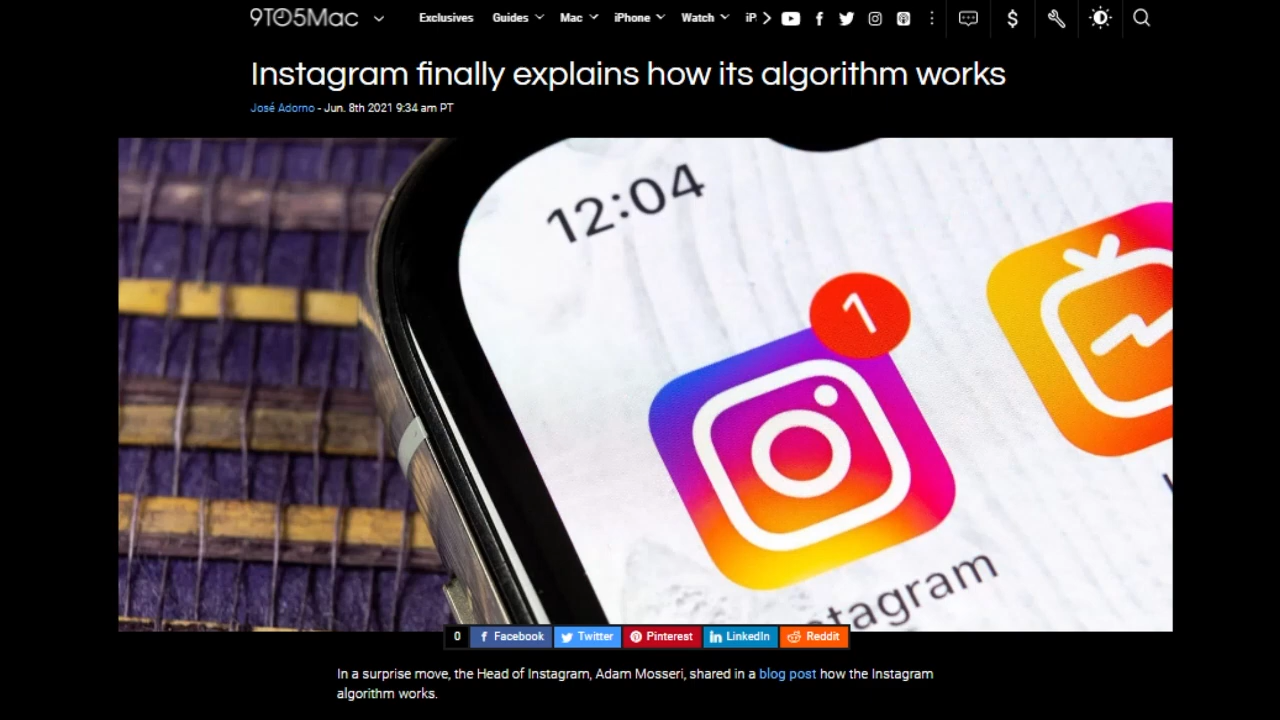 9TO5Mac
Exclusives Guides Mac iPhone Watch iP
Instagram finally explains how its algorithm works
José Adorno - Jun. 8th 2021 9:34 am PT
12:04
1
stagram
0 Facebook Twitter Pinterest LinkedIn Reddit
In a surprise move, the Head of Instagram, Adam Mosseri, shared in a blog post how the Instagram
algorithm works.